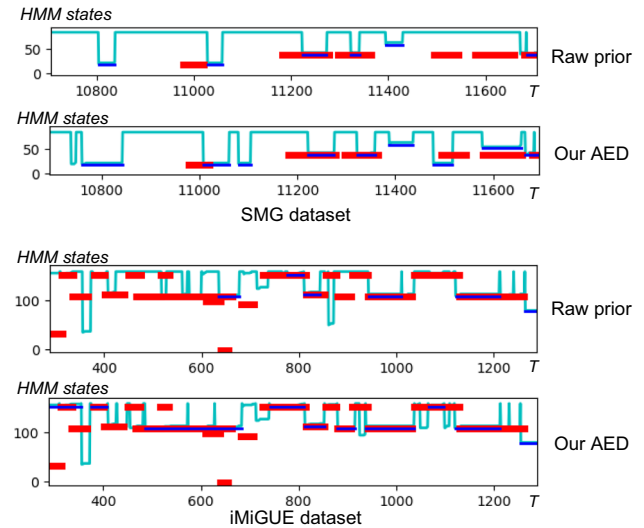 HMM states
50
0
10800 11000 11200 11400 11600 T
Raw prior
HMM states
50
0
10800 11000 11200 11400 11600 T
Our AED
SMG dataset
HMM states
100
0
400 600 800 1000 1200 T
Raw prior
HMM states
100
0
400 600 800 1000 1200 T
Our AED
iMiGUE dataset